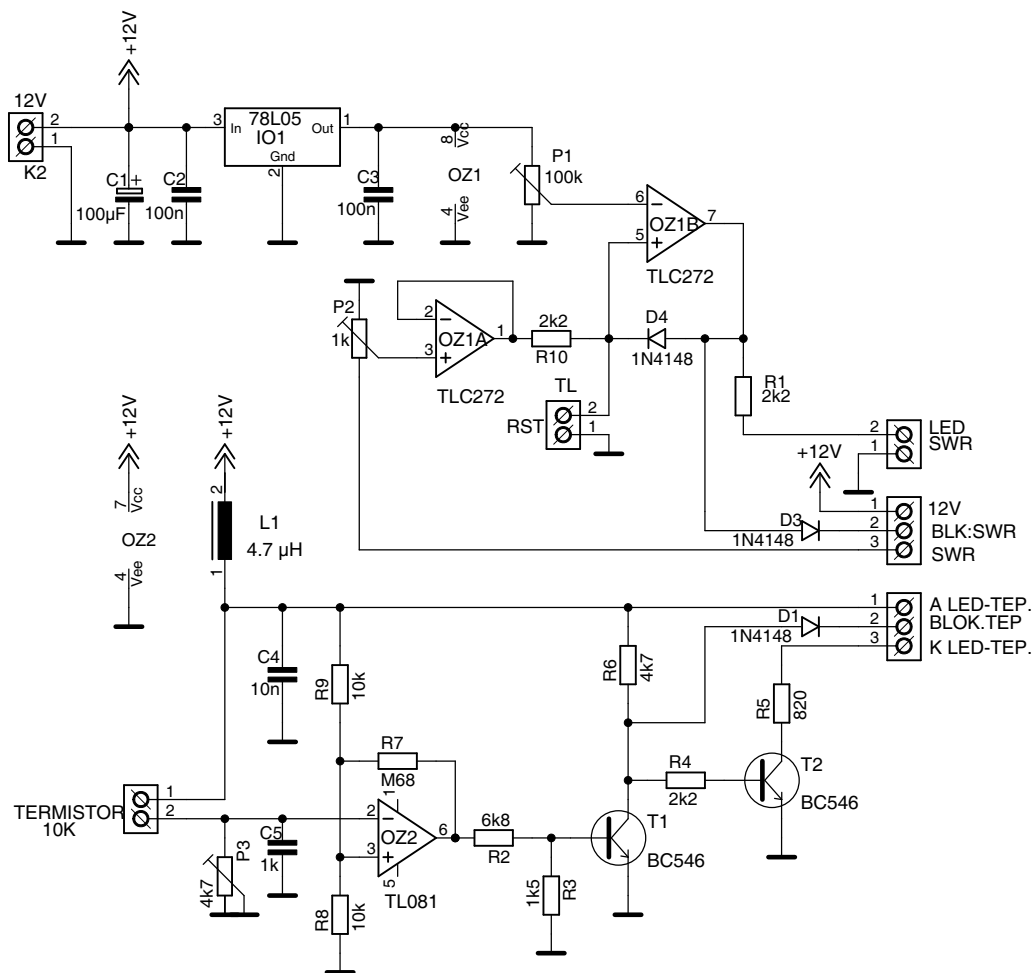 +12V
12V
2
1
K2
C1
+
100µF
C2
100n
3
In
78L05
IO1
Out
1
Gnd
2
C3
100n
8
Vcc
OZ1
4
Vee
P1
100k
6
5
7
OZ1B
TLC272
P2
1k
2
3
OZ1A
1
TLC272
2k2
R10
D4
1N4148
TL
2
1
RST
R1
2k2
2
1
LED
SWR
+12V
D3
1N4148
1
2
3
12V
BLK:SWR
SWR
+12V
+12V
7
Vcc
OZ2
4
Vee
2
L1
4.7 µH
1
1
2
3
A LED-TEP.
BLOK.TEP
K LED-TEP.
D1
1N4148
C4
10n
R9
10k
R6
4k7
R5
820
R7
M68
R4
2k2
T2
BC546
TERMISTOR
10K
1
2
P3
4k7
C5
1k
2
3
1
5
6
OZ2
TL081
6k8
R2
T1
BC546
1k5
R3
R8
10k